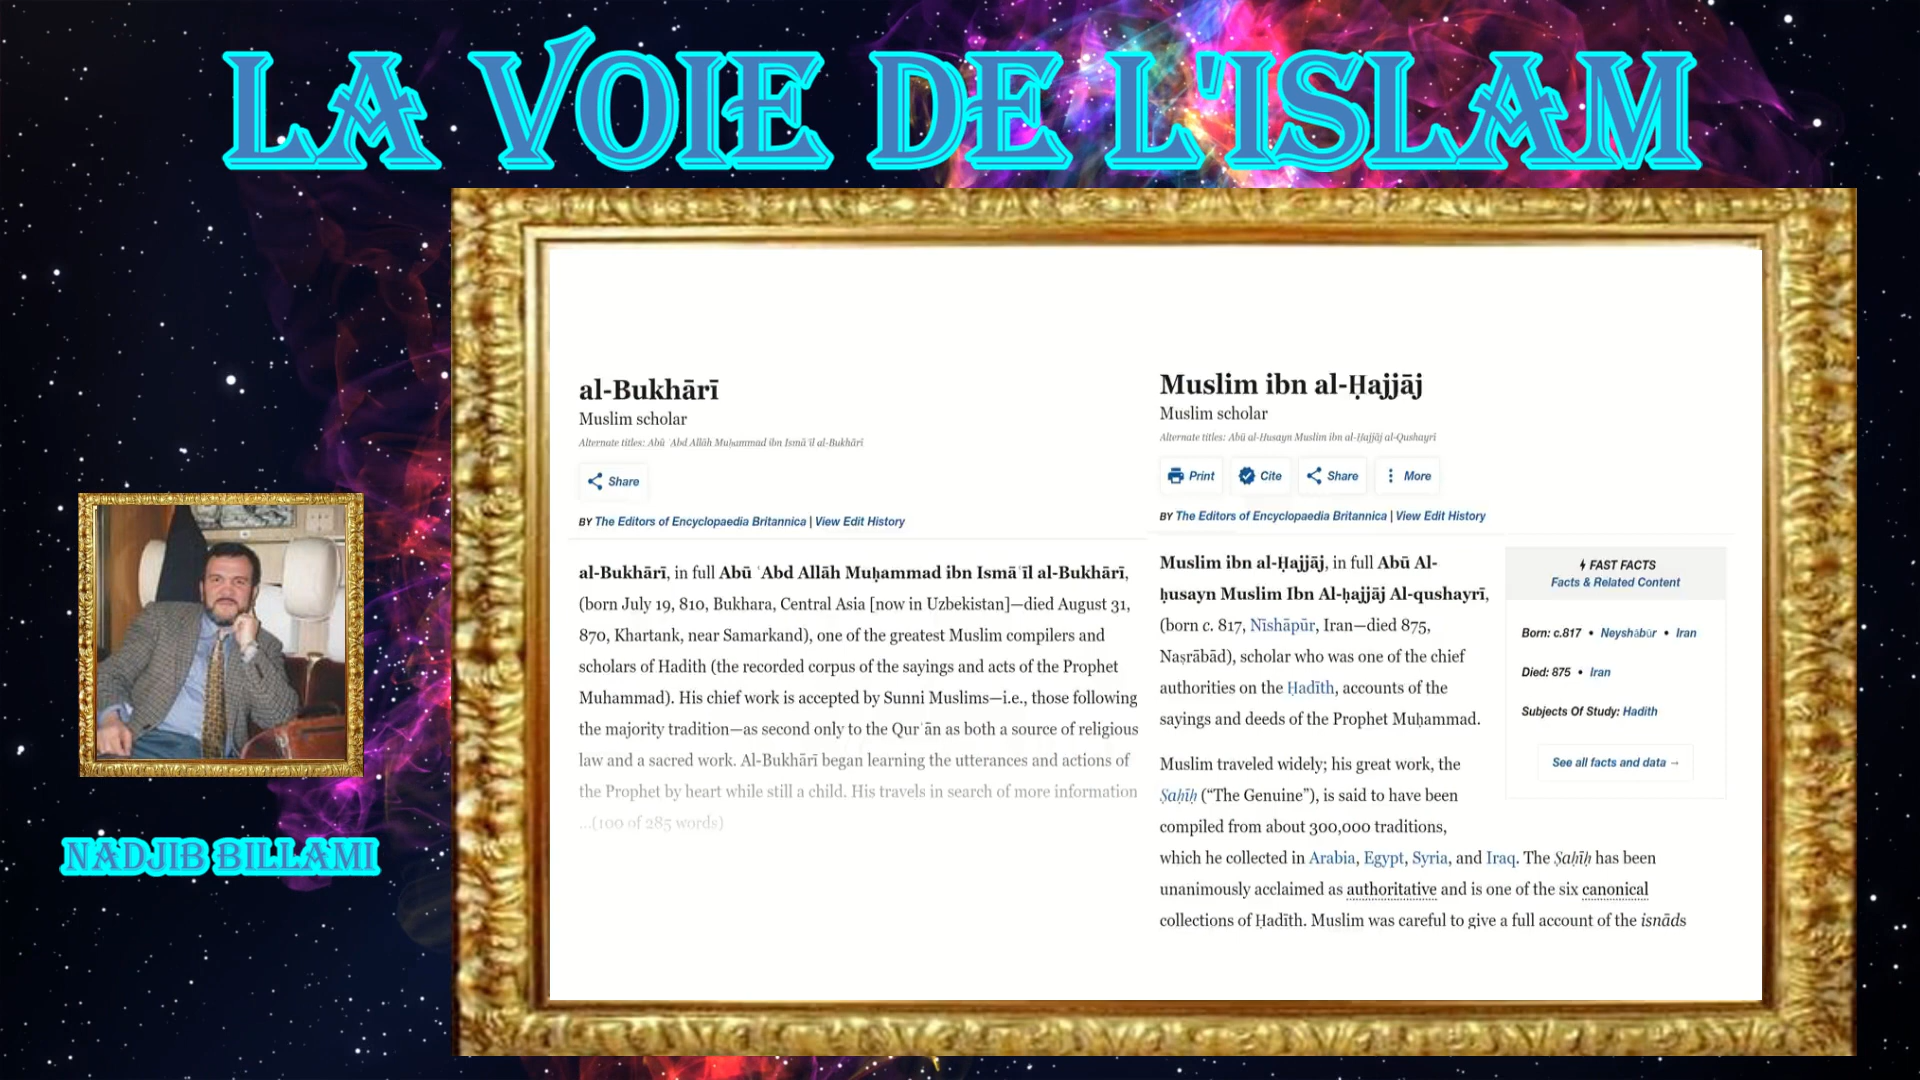 LA VOIE DE L'ISLAM
al-Bukhārī
Muslim scholar
Alternate titles: Abū ʿAbd Allāh Muḥammad ibn Ismāʿīl al-Bukhārī
Share
BY The Editors of Encyclopaedia Britannica | View Edit History
al-Bukhārī, in full Abū ʿAbd Allāh Muḥammad ibn Ismāʿīl al-Bukhārī,
(born July 19, 810, Bukhara, Central Asia [now in Uzbekistan]—died August 31,
870, Khartank, near Samarkand), one of the greatest Muslim compilers and
scholars of Hadith (the recorded corpus of the sayings and acts of the Prophet
Muhammad). His chief work is accepted by Sunni Muslims—i.e., those following
the majority tradition—as second only to the Qurʾān as both a source of religious
law and a sacred work. Al-Bukhārī began learning the utterances and actions of
the Prophet by heart while still a child. His travels in search of more information
...(100 of 285 words)
Muslim ibn al-Ḥajjāj
Muslim scholar
Alternate titles: Abū al-Ḥusayn Muslim ibn al-Ḥajjāj al-Qushayrī
Print
Cite
Share
More
BY The Editors of Encyclopaedia Britannica | View Edit History
Muslim ibn al-Ḥajjāj, in full Abū Al-
ḥusayn Muslim Ibn Al-ḥajjāj Al-qushayrī,
(born c. 817, Nīshāpūr, Iran—died 875,
Naṣrābād), scholar who was one of the chief
authorities on the Ḥadīth, accounts of the
sayings and deeds of the Prophet Muḥammad.
Muslim traveled widely; his great work, the
Ṣaḥīḥ (“The Genuine”), is said to have been
compiled from about 300,000 traditions,
which he collected in Arabia, Egypt, Syria, and Iraq. The Ṣaḥīḥ has been
unanimously acclaimed as authoritative and is one of the six canonical
collections of Ḥadīth. Muslim was careful to give a full account of the isnāds
FAST FACTS
Facts & Related Content
Born: c.817 • Neyshābūr • Iran
Died: 875 • Iran
Subjects Of Study: Hadith
See all facts and data →
NADJIB BILLAMI